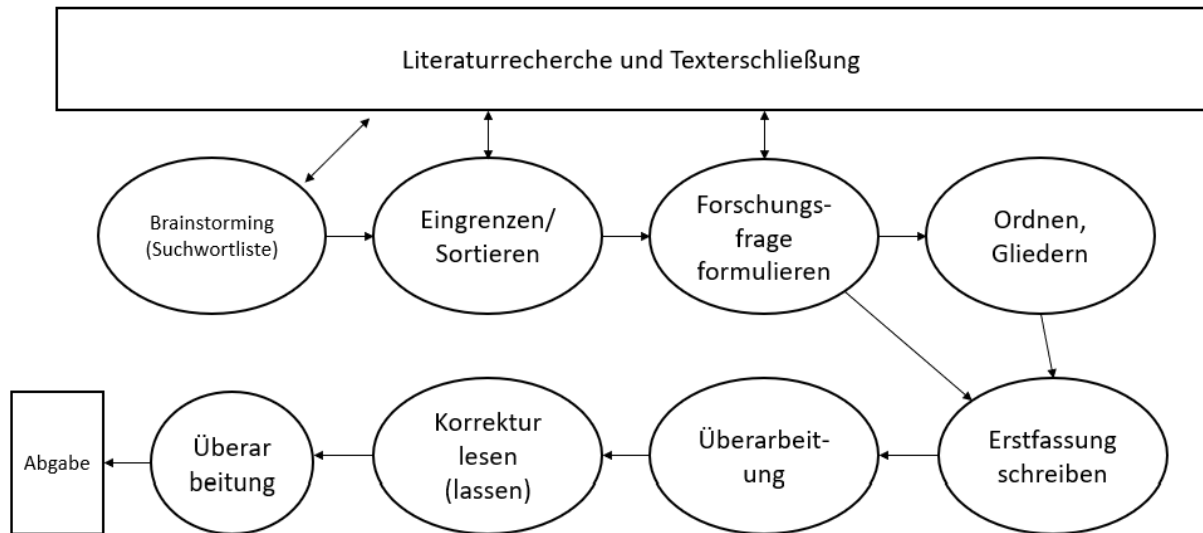 Literaturrecherche und Texterschließung
Brainstorming
(Suchwortliste)
Eingrenzen/
Sortieren
Forschungs-
frage
formulieren
Ordnen,
Gliedern
Abgabe
Überar
beitung
Korrektur
lesen
(lassen)
Überarbeit-
ung
Erstfassung
schreiben